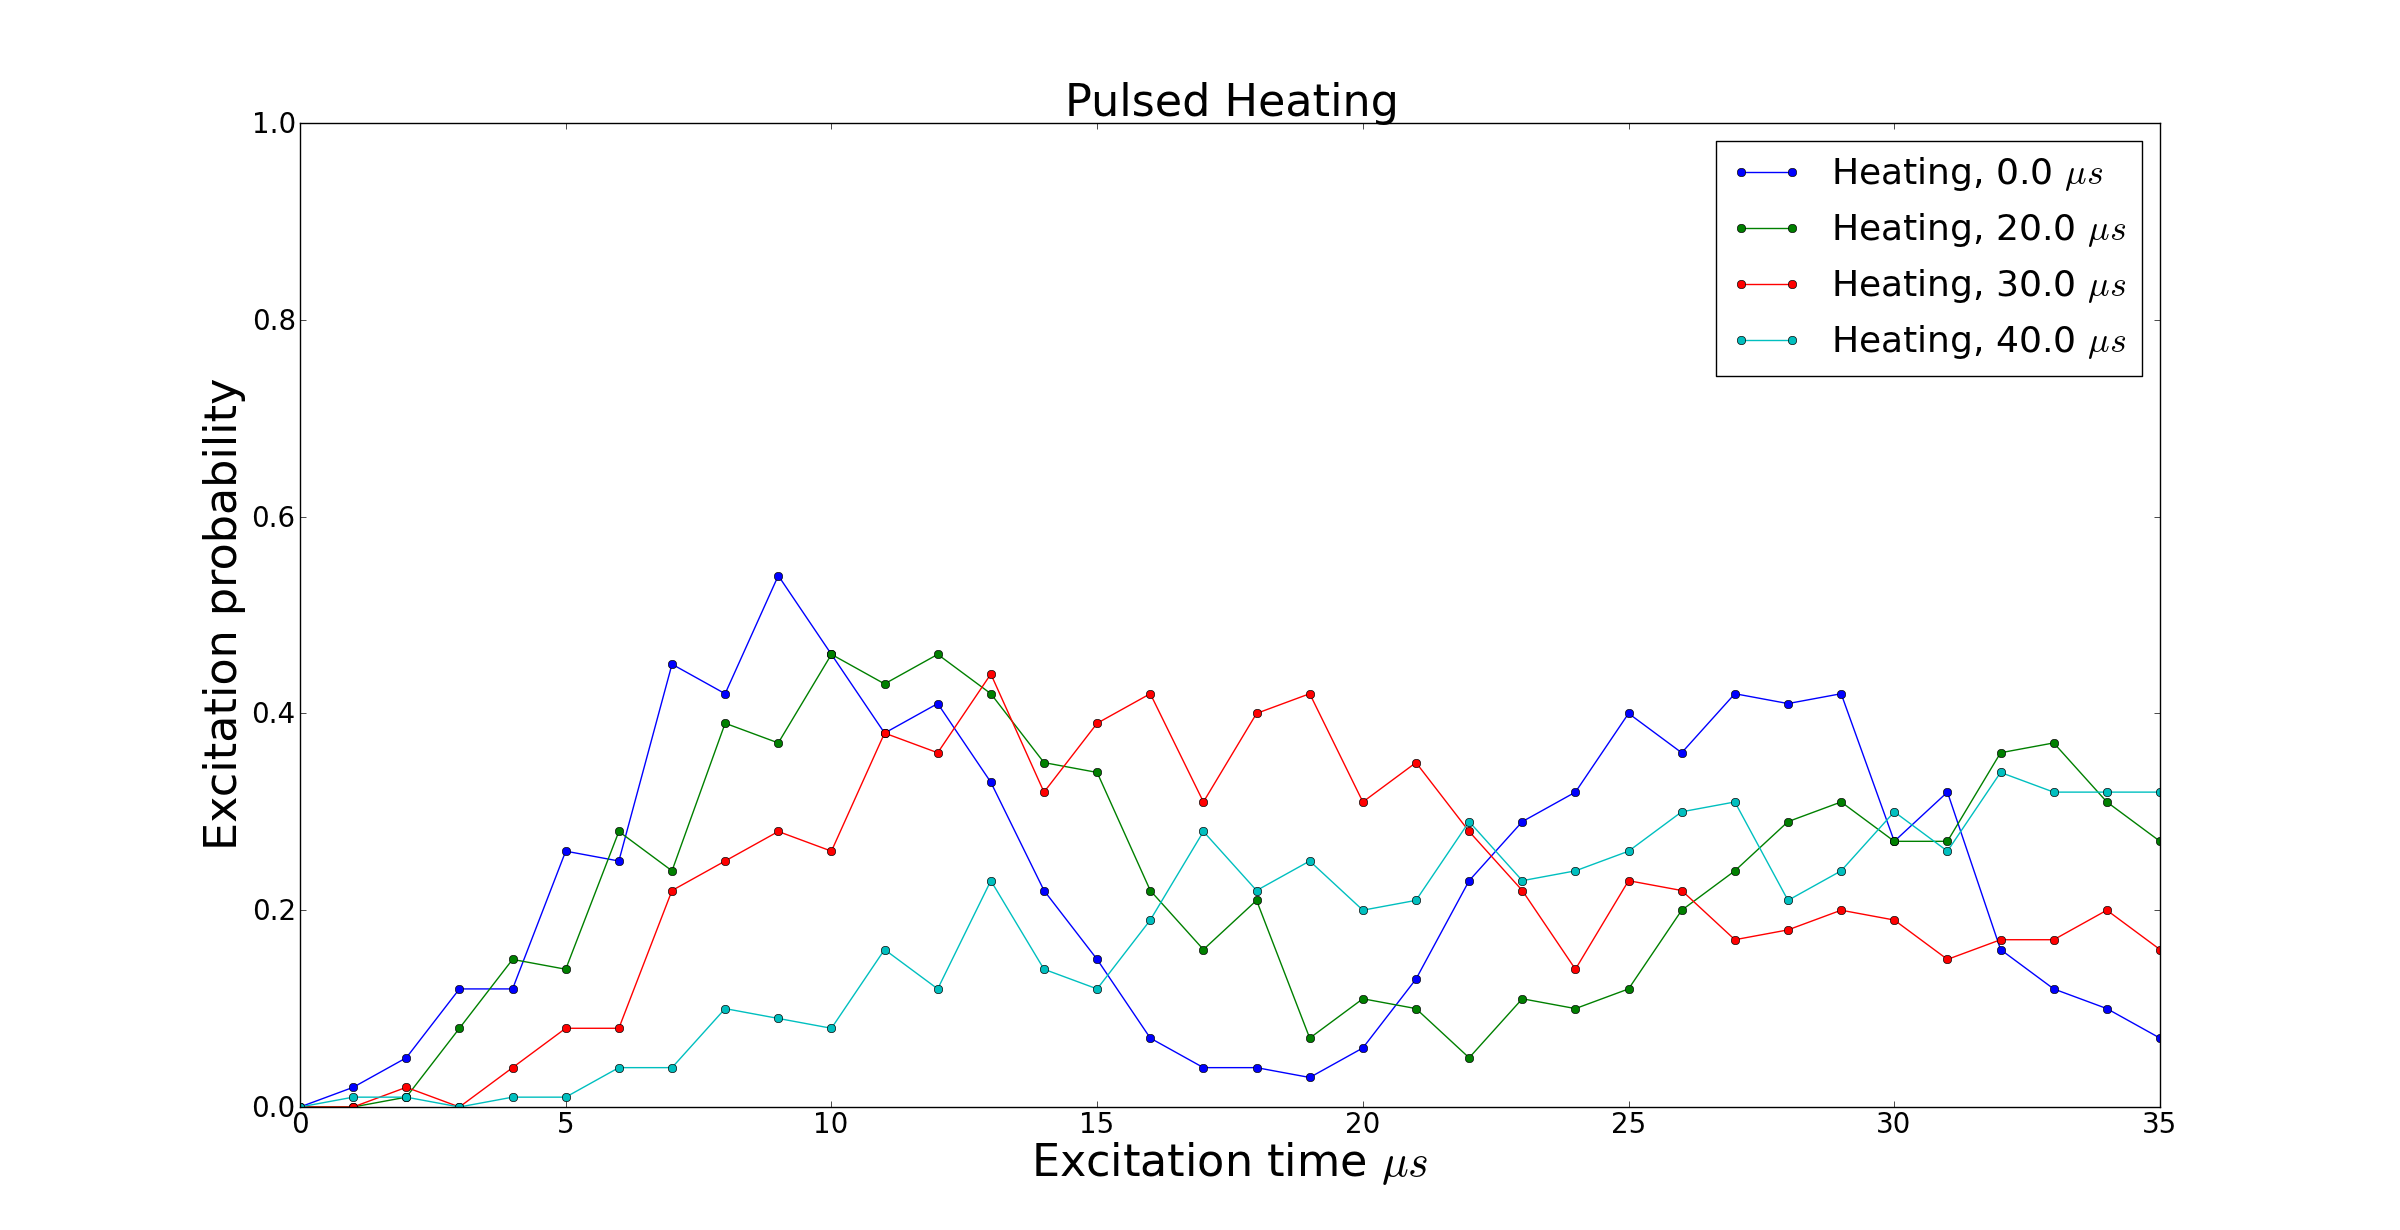 Pulsed Heating
1.0
0.8
0.6
0.4
0.2
0.0
Excitation probability
Heating, 0.0 μs
Heating, 20.0 μs
Heating, 30.0 μs
Heating, 40.0 μs
0 5 10 15 20 25 30 35
Excitation time μs